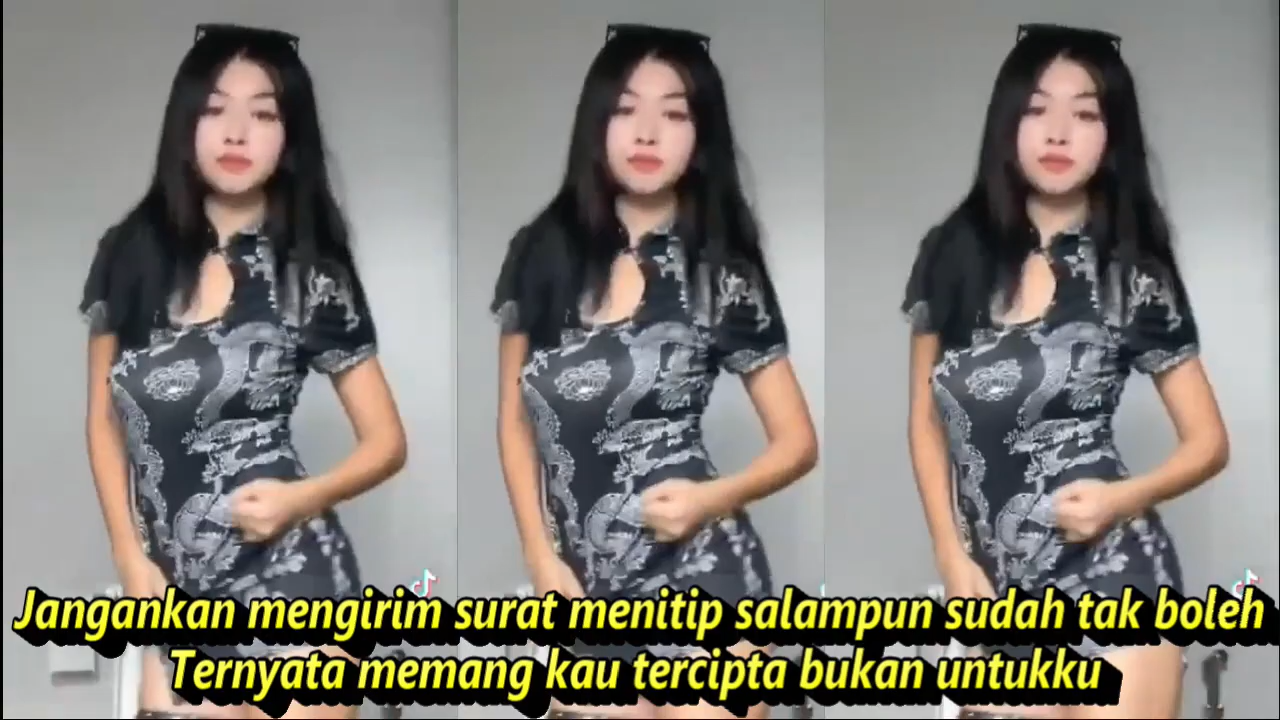 Jangankan mengirim surat menitip salampun sudah tak boleh
Ternyata memang kau tercipta bukan untukku